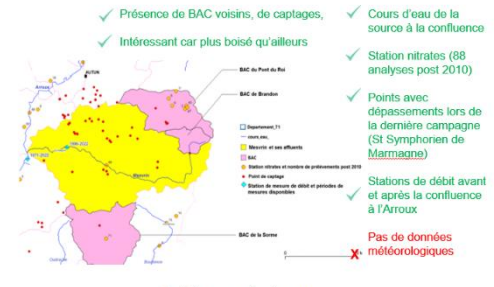 Présence de BAC voisins, de captages,
Intéressant car plus boisé qu'ailleurs
Cours d'eau de la
source à la confluence
Station nitrates (88
analyses post 2010)
Points avec
dépassements lors de
la dernière campagne
(St Symphorien de
Marmagne)
Stations de débit avant
et après la confluence
à l'Arroux
Pas de données
météorologiques
AUTUN
Arroux
BAC du Pont du Roi
BAC de Brandon
Departement_71
Mesvrin et ses affluents
BAC
Station nitrates et nombre de prélèvements post 2010
Point de captage
Station de mesure de débit et périodes de
mesures disponibles
BAC de la Sorme